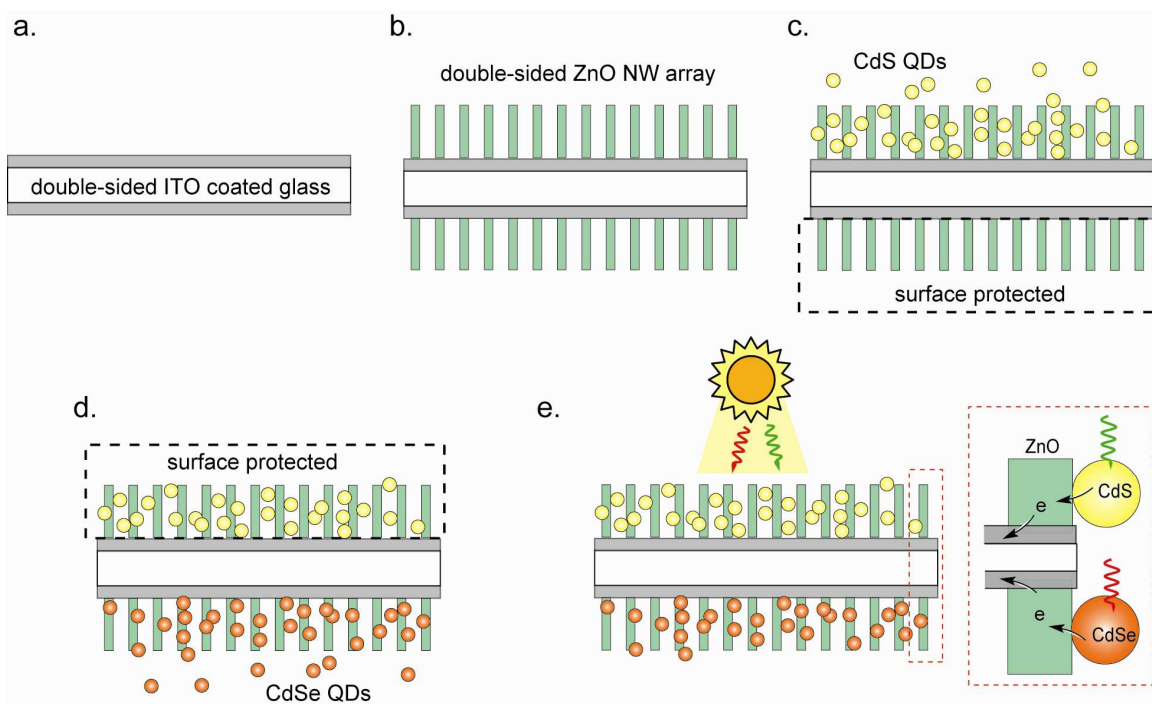 a.
double-sided ITO coated glass
b.
double-sided ZnO NW array
c.
CdS QDs
surface protected
d.
surface protected
CdSe QDs
e.
ZnO
CdS
e
e
CdSe